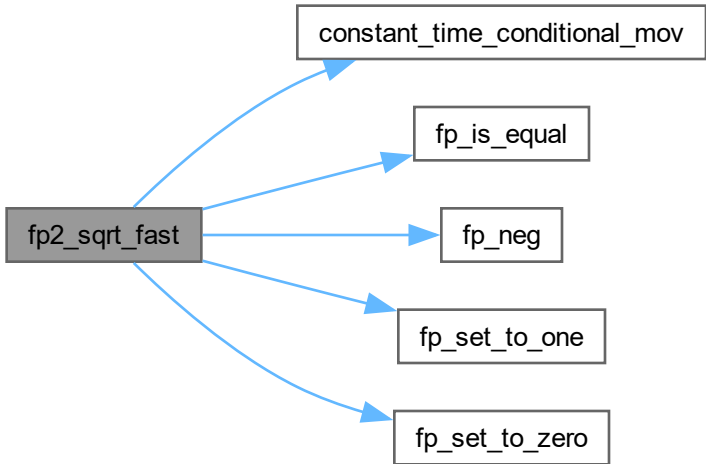 constant_time_conditional_mov
fp_is_equal
fp2_sqrt_fast
fp_neg
fp_set_to_one
fp_set_to_zero